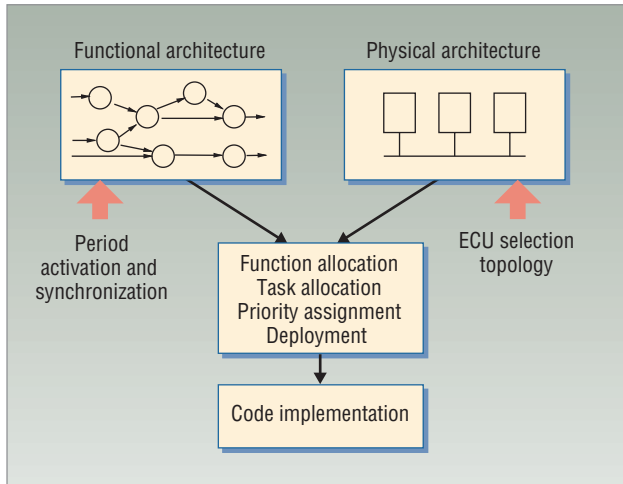 Functional architecture
Physical architecture
Period
activation and
synchronization
ECU selection
topology
Function allocation
Task allocation
Priority assignment
Deployment
Code implementation